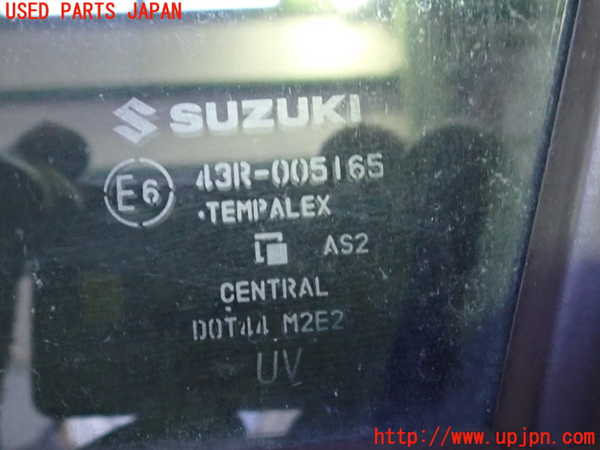 USED PARTS JAPAN
SUZUKI
E6 43R-005165
.TEMPALEX
AS2
CENTRAL
DOT44 M2E2
UV
http://www.upjpn.com/